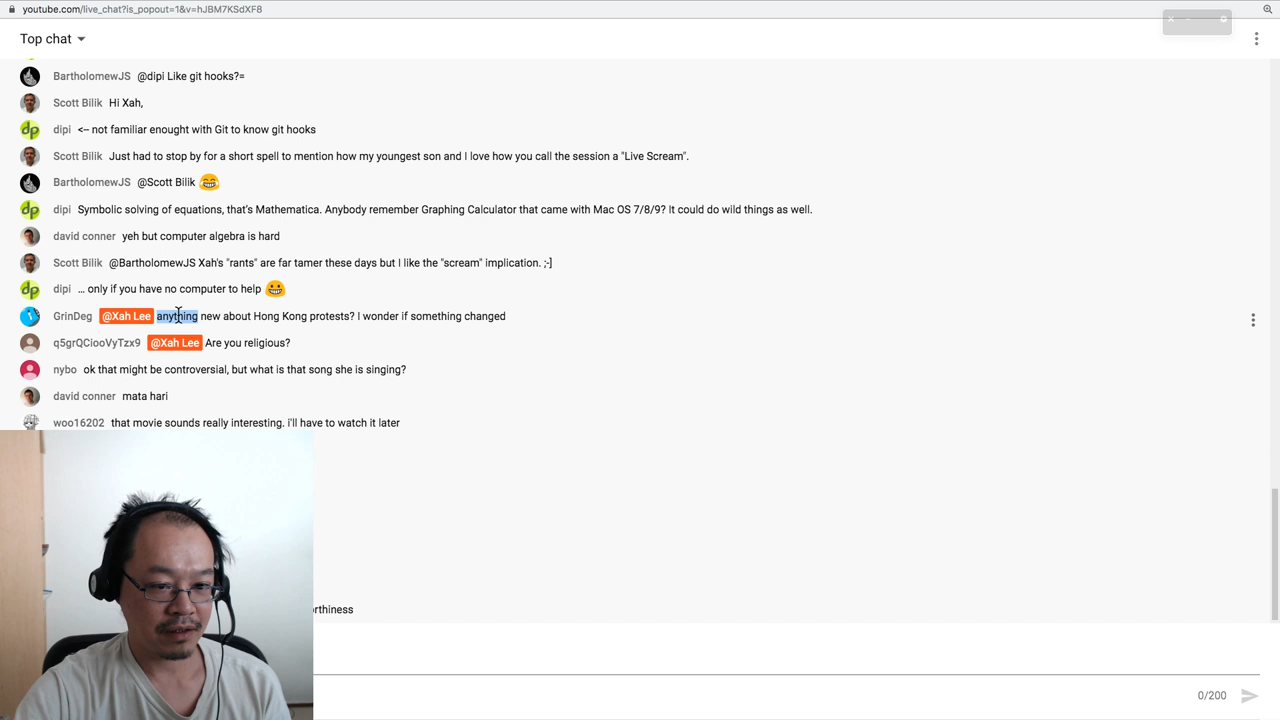 youtube.com/live_chat?is_popout=1&v=hJBM7KSdXF8
Top chat
BartholomewJS @dipi Like git hooks?=
Scott Bilik Hi Xah,
dipi <-- not familiar enought with Git to know git hooks
Scott Bilik Just had to stop by for a short spell to mention how my youngest son and I love how you call the session a "Live Scream".
BartholomewJS @Scott Bilik 😂
dipi Symbolic solving of equations, that's Mathematica. Anybody remember Graphing Calculator that came with Mac OS 7/8/9? It could do wild things as well.
david conner yeh but computer algebra is hard
Scott Bilik @BartholomewJS Xah's "rants" are far tamer these days but I like the "scream" implication. ;-]
dipi … only if you have no computer to help 😀
GrinDeg @Xah Lee anything new about Hong Kong protests? I wonder if something changed
q5grQCiooVyTzx9 @Xah Lee Are you religious?
nybo ok that might be controversial, but what is that song she is singing?
david conner mata hari
woo16202 that movie sounds really interesting. i'll have to watch it later
orthiness
0/200